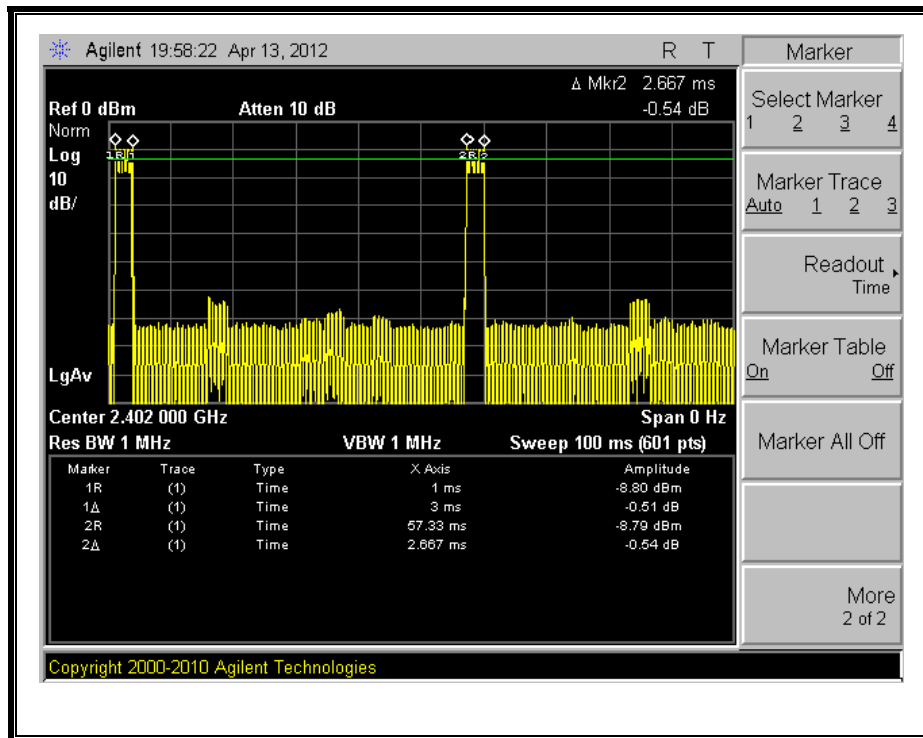 Agilent 19:58:22 Apr 13, 2012 R T
Δ Mkr2 2.667 ms
Ref 0 dBm Atten 10 dB -0.54 dB
Norm
Log
10
dB/
1R 1 2R 2
LgAv
Center 2.402 000 GHz Span 0 Hz
Res BW 1 MHz VBW 1 MHz Sweep 100 ms (601 pts)
Marker Trace Type X Axis Amplitude
1R (1) Time 1 ms -8.80 dBm
1Δ (1) Time 3 ms -0.51 dB
2R (1) Time 57.33 ms -8.79 dBm
2Δ (1) Time 2.667 ms -0.54 dB
Copyright 2000-2010 Agilent Technologies
Marker
Select Marker
1 2 3 4
Marker Trace
Auto 1 2 3
Readout
Time
Marker Table
On Off
Marker All Off
More
2 of 2